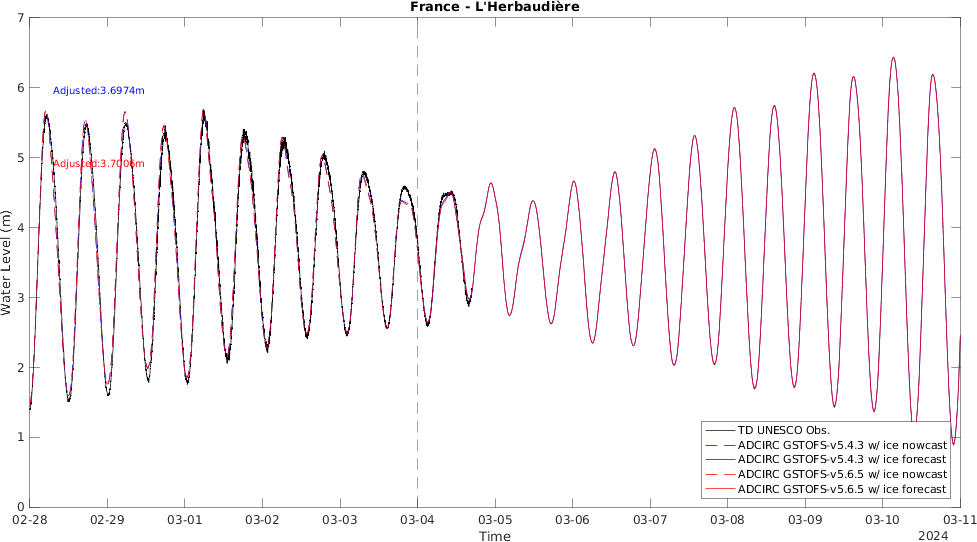 France - L'Herbaudière
7
6
5
4
3
2
1
0
Water Level (m)
Adjusted:3.6974m
Adjusted:3.7006m
TD UNESCO Obs.
ADCIRC GSTOFS-v5.4.3 w/ ice nowcast
ADCIRC GSTOFS-v5.4.3 w/ ice forecast
ADCIRC GSTOFS-v5.6.5 w/ ice nowcast
ADCIRC GSTOFS-v5.6.5 w/ ice forecast
02-28 02-29 03-01 03-02 03-03 03-04 03-05 03-06 03-07 03-08 03-09 03-10 03-11
Time
2024